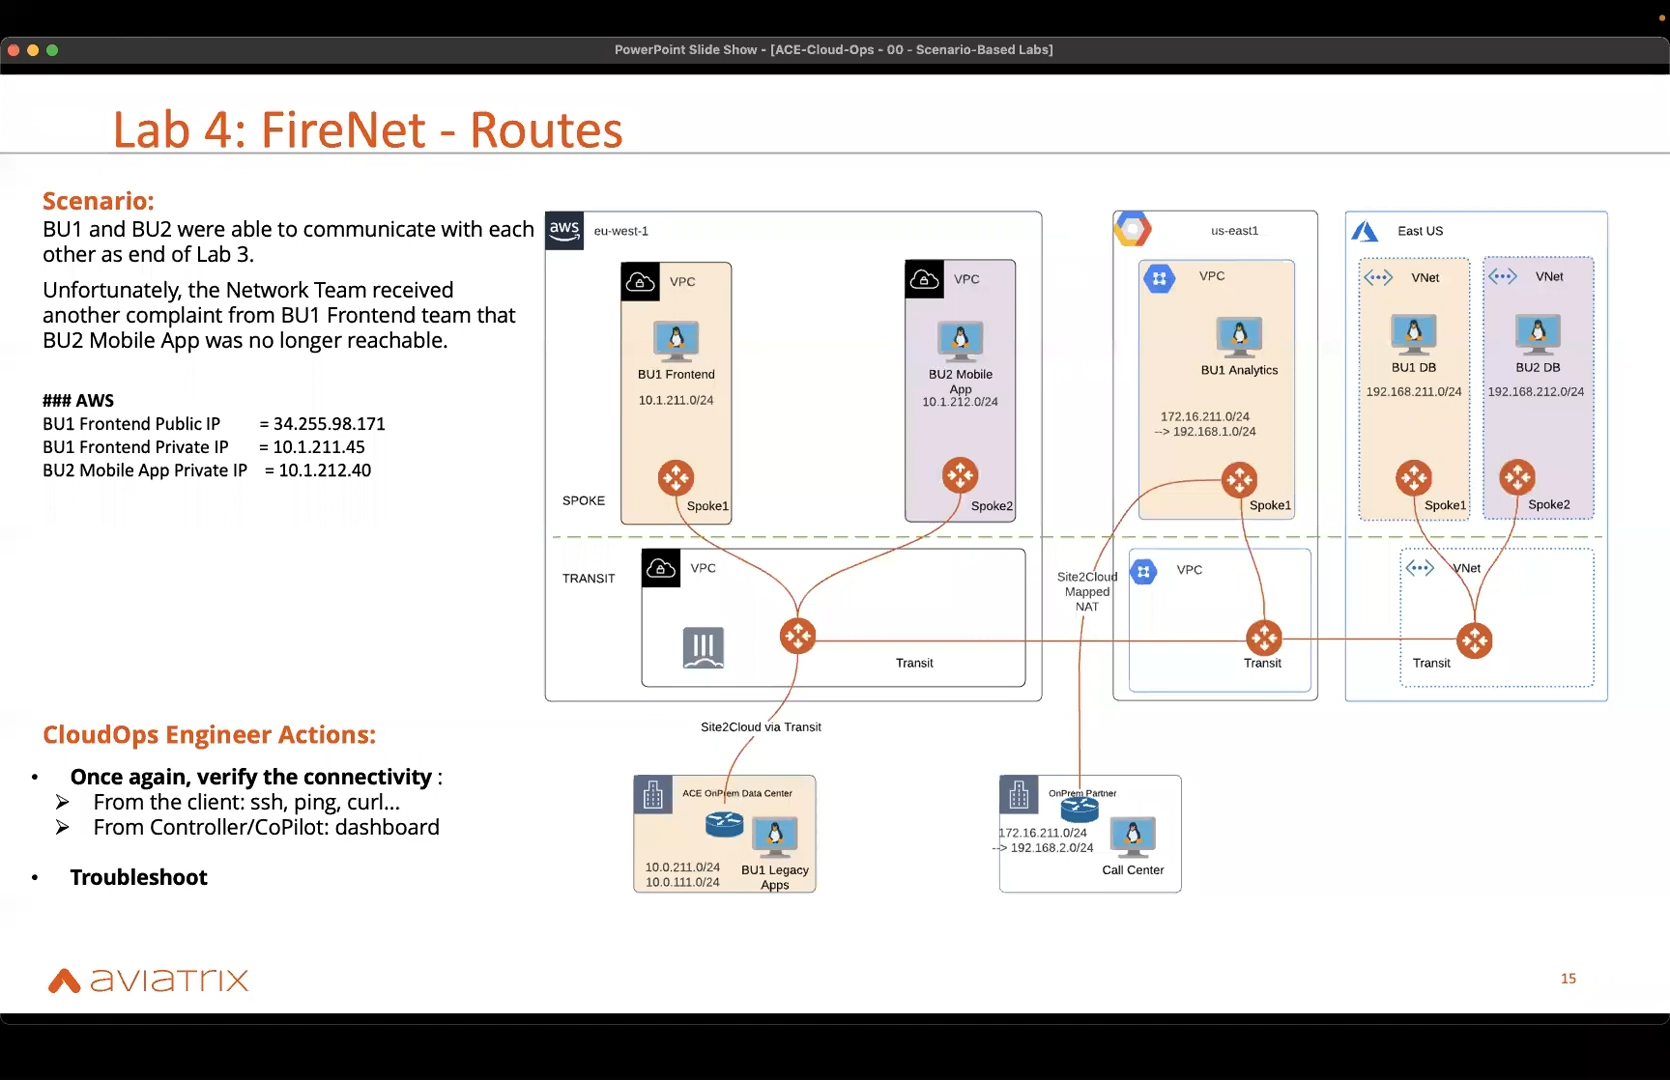 PowerPoint Slide Show - [ACE-Cloud-Ops - 00 - Scenario-Based Labs]
Lab 4: FireNet - Routes
Scenario:
BU1 and BU2 were able to communicate with each
other as end of Lab 3.
Unfortunately, the Network Team received
another complaint from BU1 Frontend team that
BU2 Mobile App was no longer reachable.
### AWS
BU1 Frontend Public IP = 34.255.98.171
BU1 Frontend Private IP = 10.1.211.45
BU2 Mobile App Private IP = 10.1.212.40
CloudOps Engineer Actions:
• Once again, verify the connectivity :
➢ From the client: ssh, ping, curl...
➢ From Controller/CoPilot: dashboard
• Troubleshoot
aws
eu-west-1
VPC
BU1 Frontend
10.1.211.0/24
Spoke1
VPC
BU2 Mobile
App
10.1.212.0/24
Spoke2
SPOKE
TRANSIT
VPC
Transit
us-east1
VPC
BU1 Analytics
172.16.211.0/24
--> 192.168.1.0/24
Spoke1
VPC
Transit
East US
VNet
BU1 DB
192.168.211.0/24
Spoke1
VNet
BU2 DB
192.168.212.0/24
Spoke2
VNet
Transit
Site2Cloud
Mapped
NAT
Site2Cloud via Transit
ACE OnPrem Data Center
10.0.211.0/24
10.0.111.0/24
BU1 Legacy
Apps
OnPrem Partner
172.16.211.0/24
--> 192.168.2.0/24
Call Center
aviatrix
15